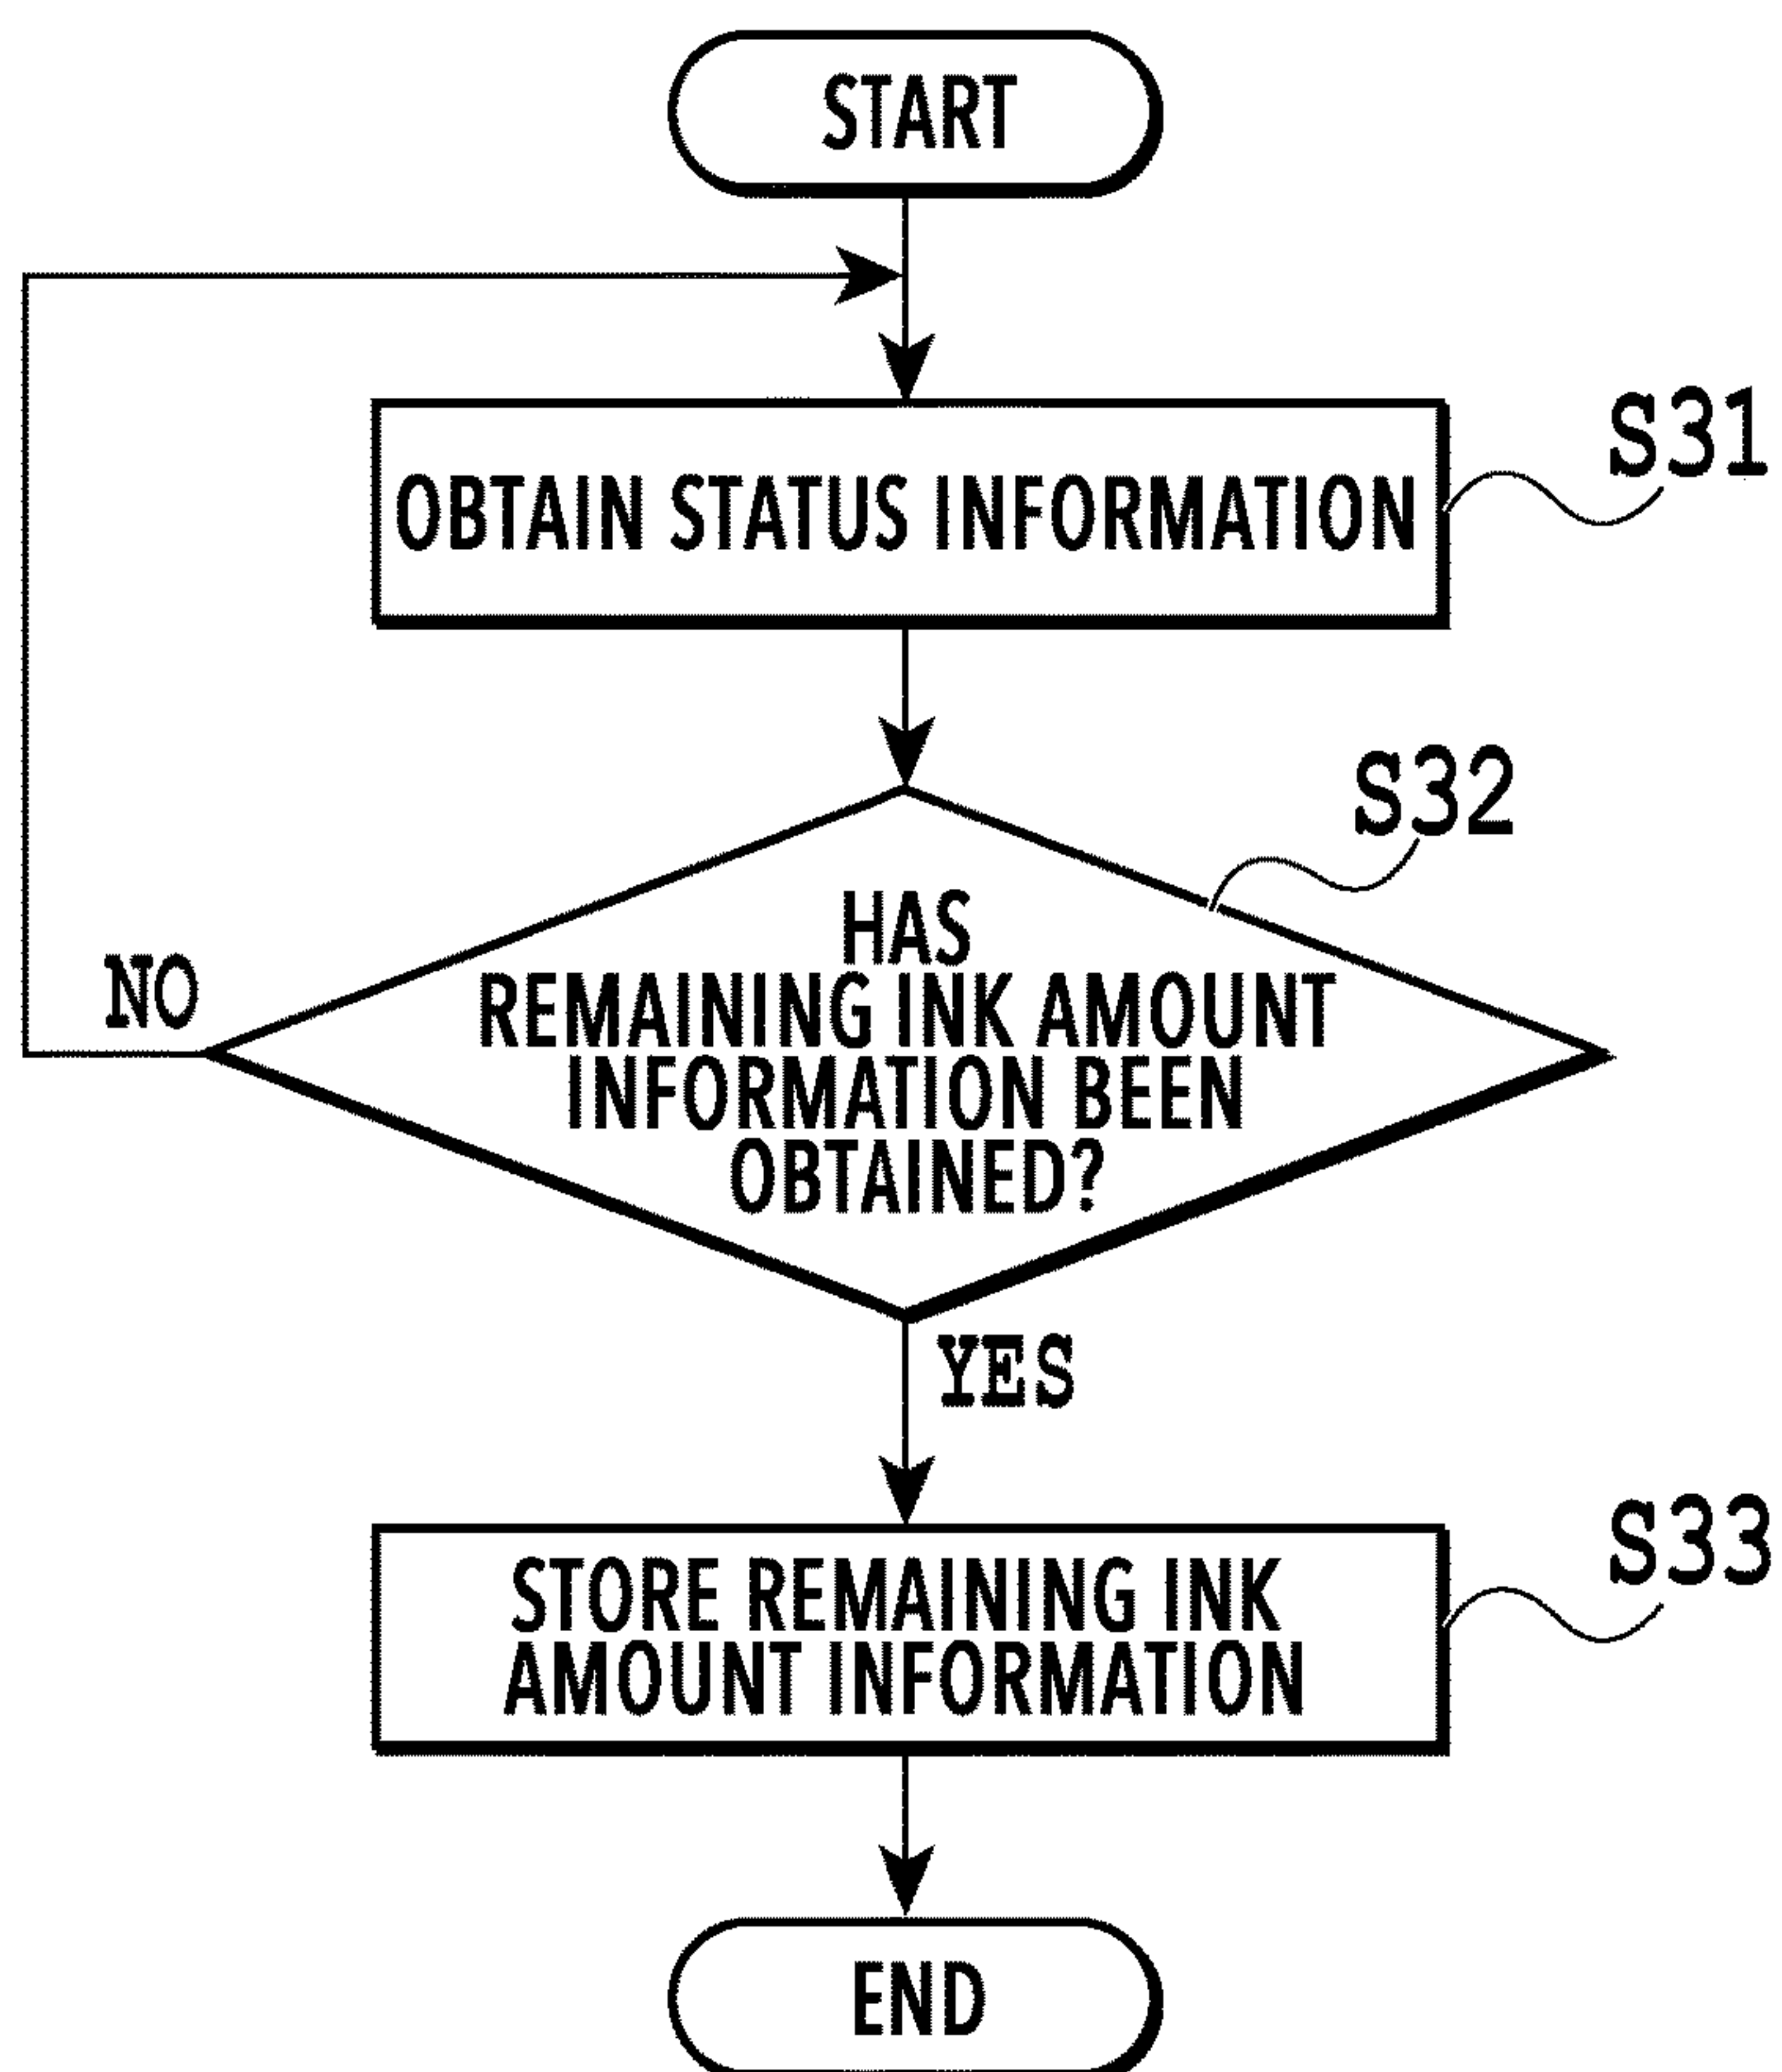 START
OBTAIN STATUS INFORMATION
S31
S32
HAS
REMAINING INK AMOUNT
INFORMATION BEEN
OBTAINED?
NO
YES
STORE REMAINING INK
AMOUNT INFORMATION
S33
END